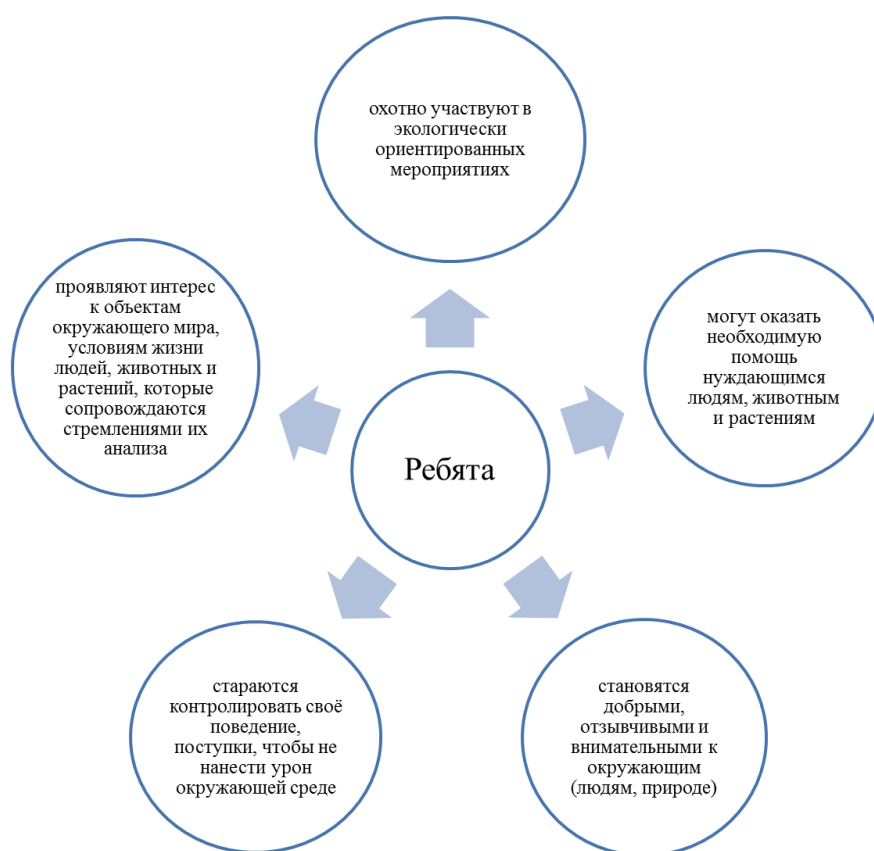 охотно участвуют в
экологически
ориентированных
мероприятиях
проявляют интерес
к объектам
окружающего мира,
условиям жизни
людей, животных и
растений, которые
сопровождаются
стремлениями их
анализа
могут оказать
необходимую
помощь
нуждающимся
людям, животным
и растениям
Ребята
стараются
контролировать своё
поведение,
поступки, чтобы не
нанести урон
окружающей среде
становятся
добрыми,
отзывчивыми и
внимательными к
окружающим
(людям, природе)